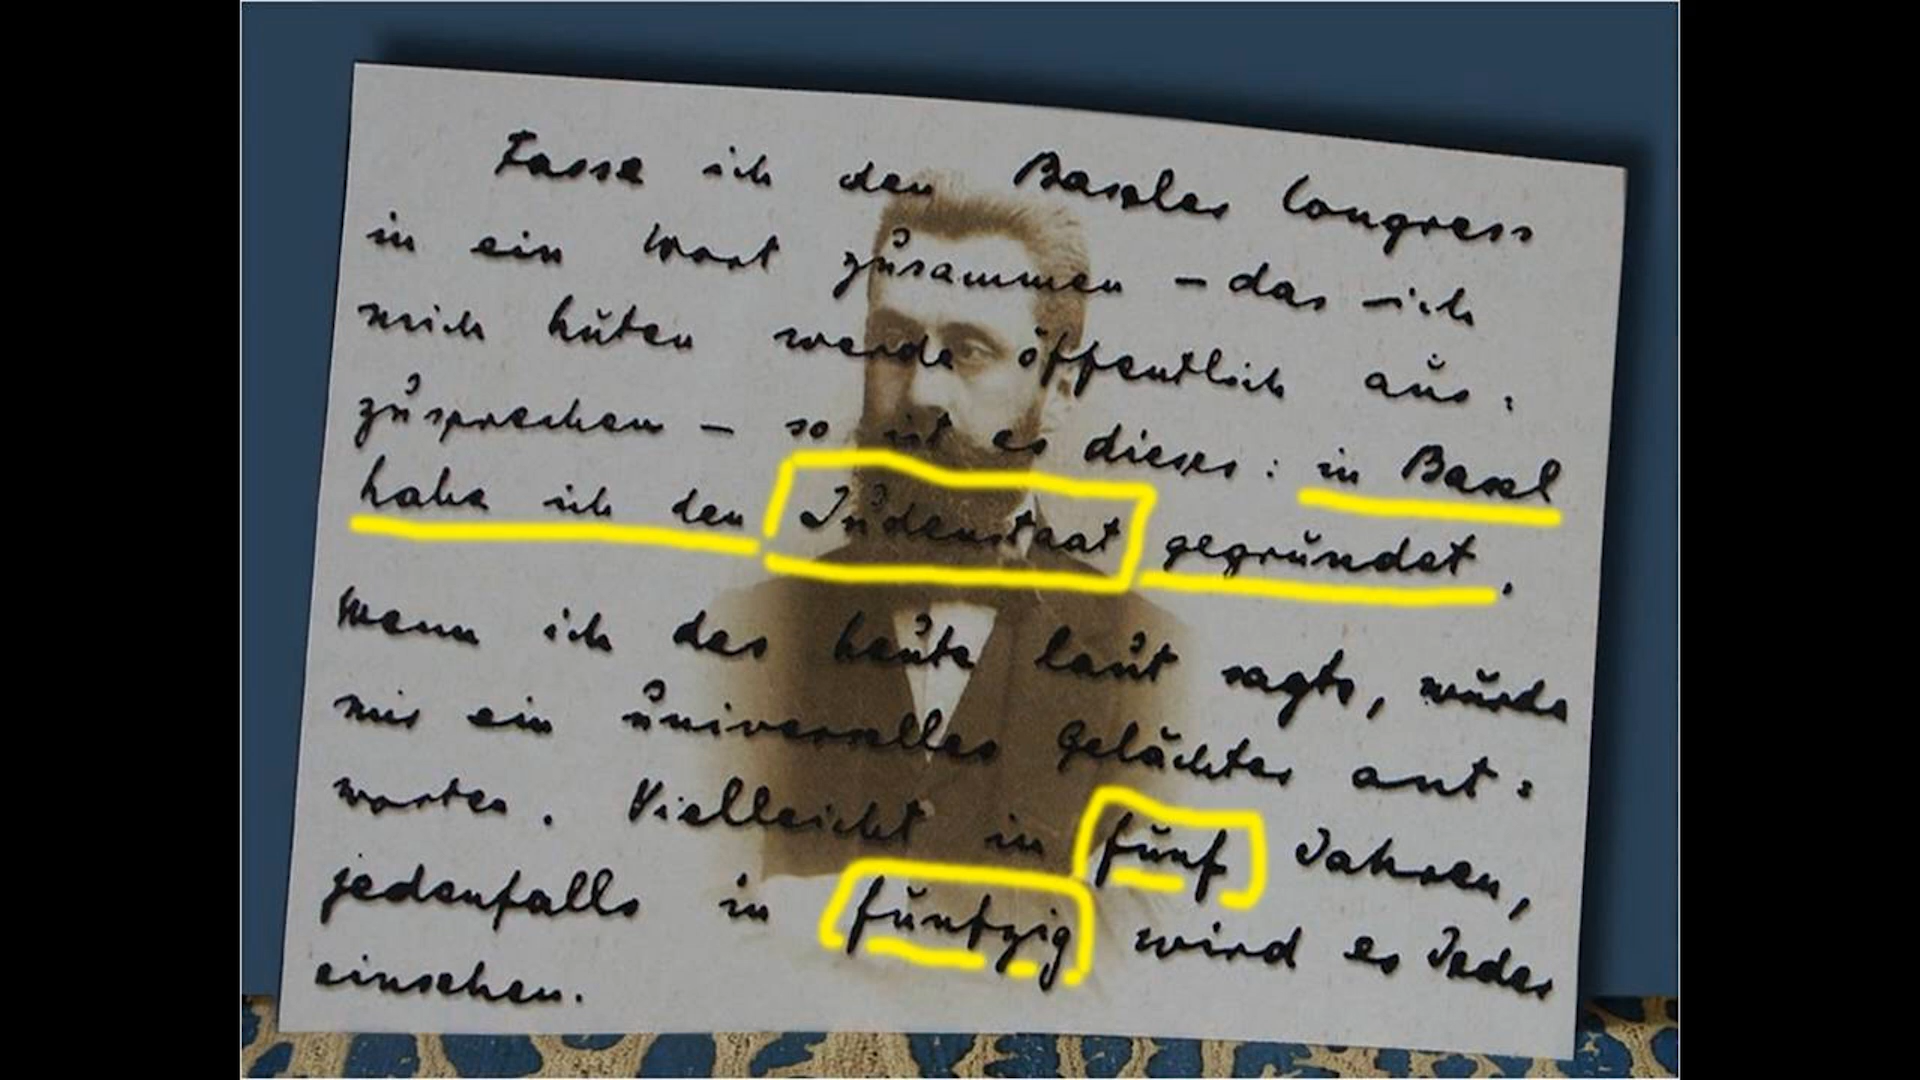 Fasse ich den Baseler Congress
in ein Wort zusammen – das ich
mich hüten werde öffentlich aus:
zusprechen – so ist es dieses: in Basel
habe ich den Judenstaat gegründet.
Wenn ich das heute laut sagte, würde
mir ein universelles Gelächter ant:
worten. Vielleicht in fünf Jahren,
jedenfalls in fünfzig wird es Jeder
einsehen.